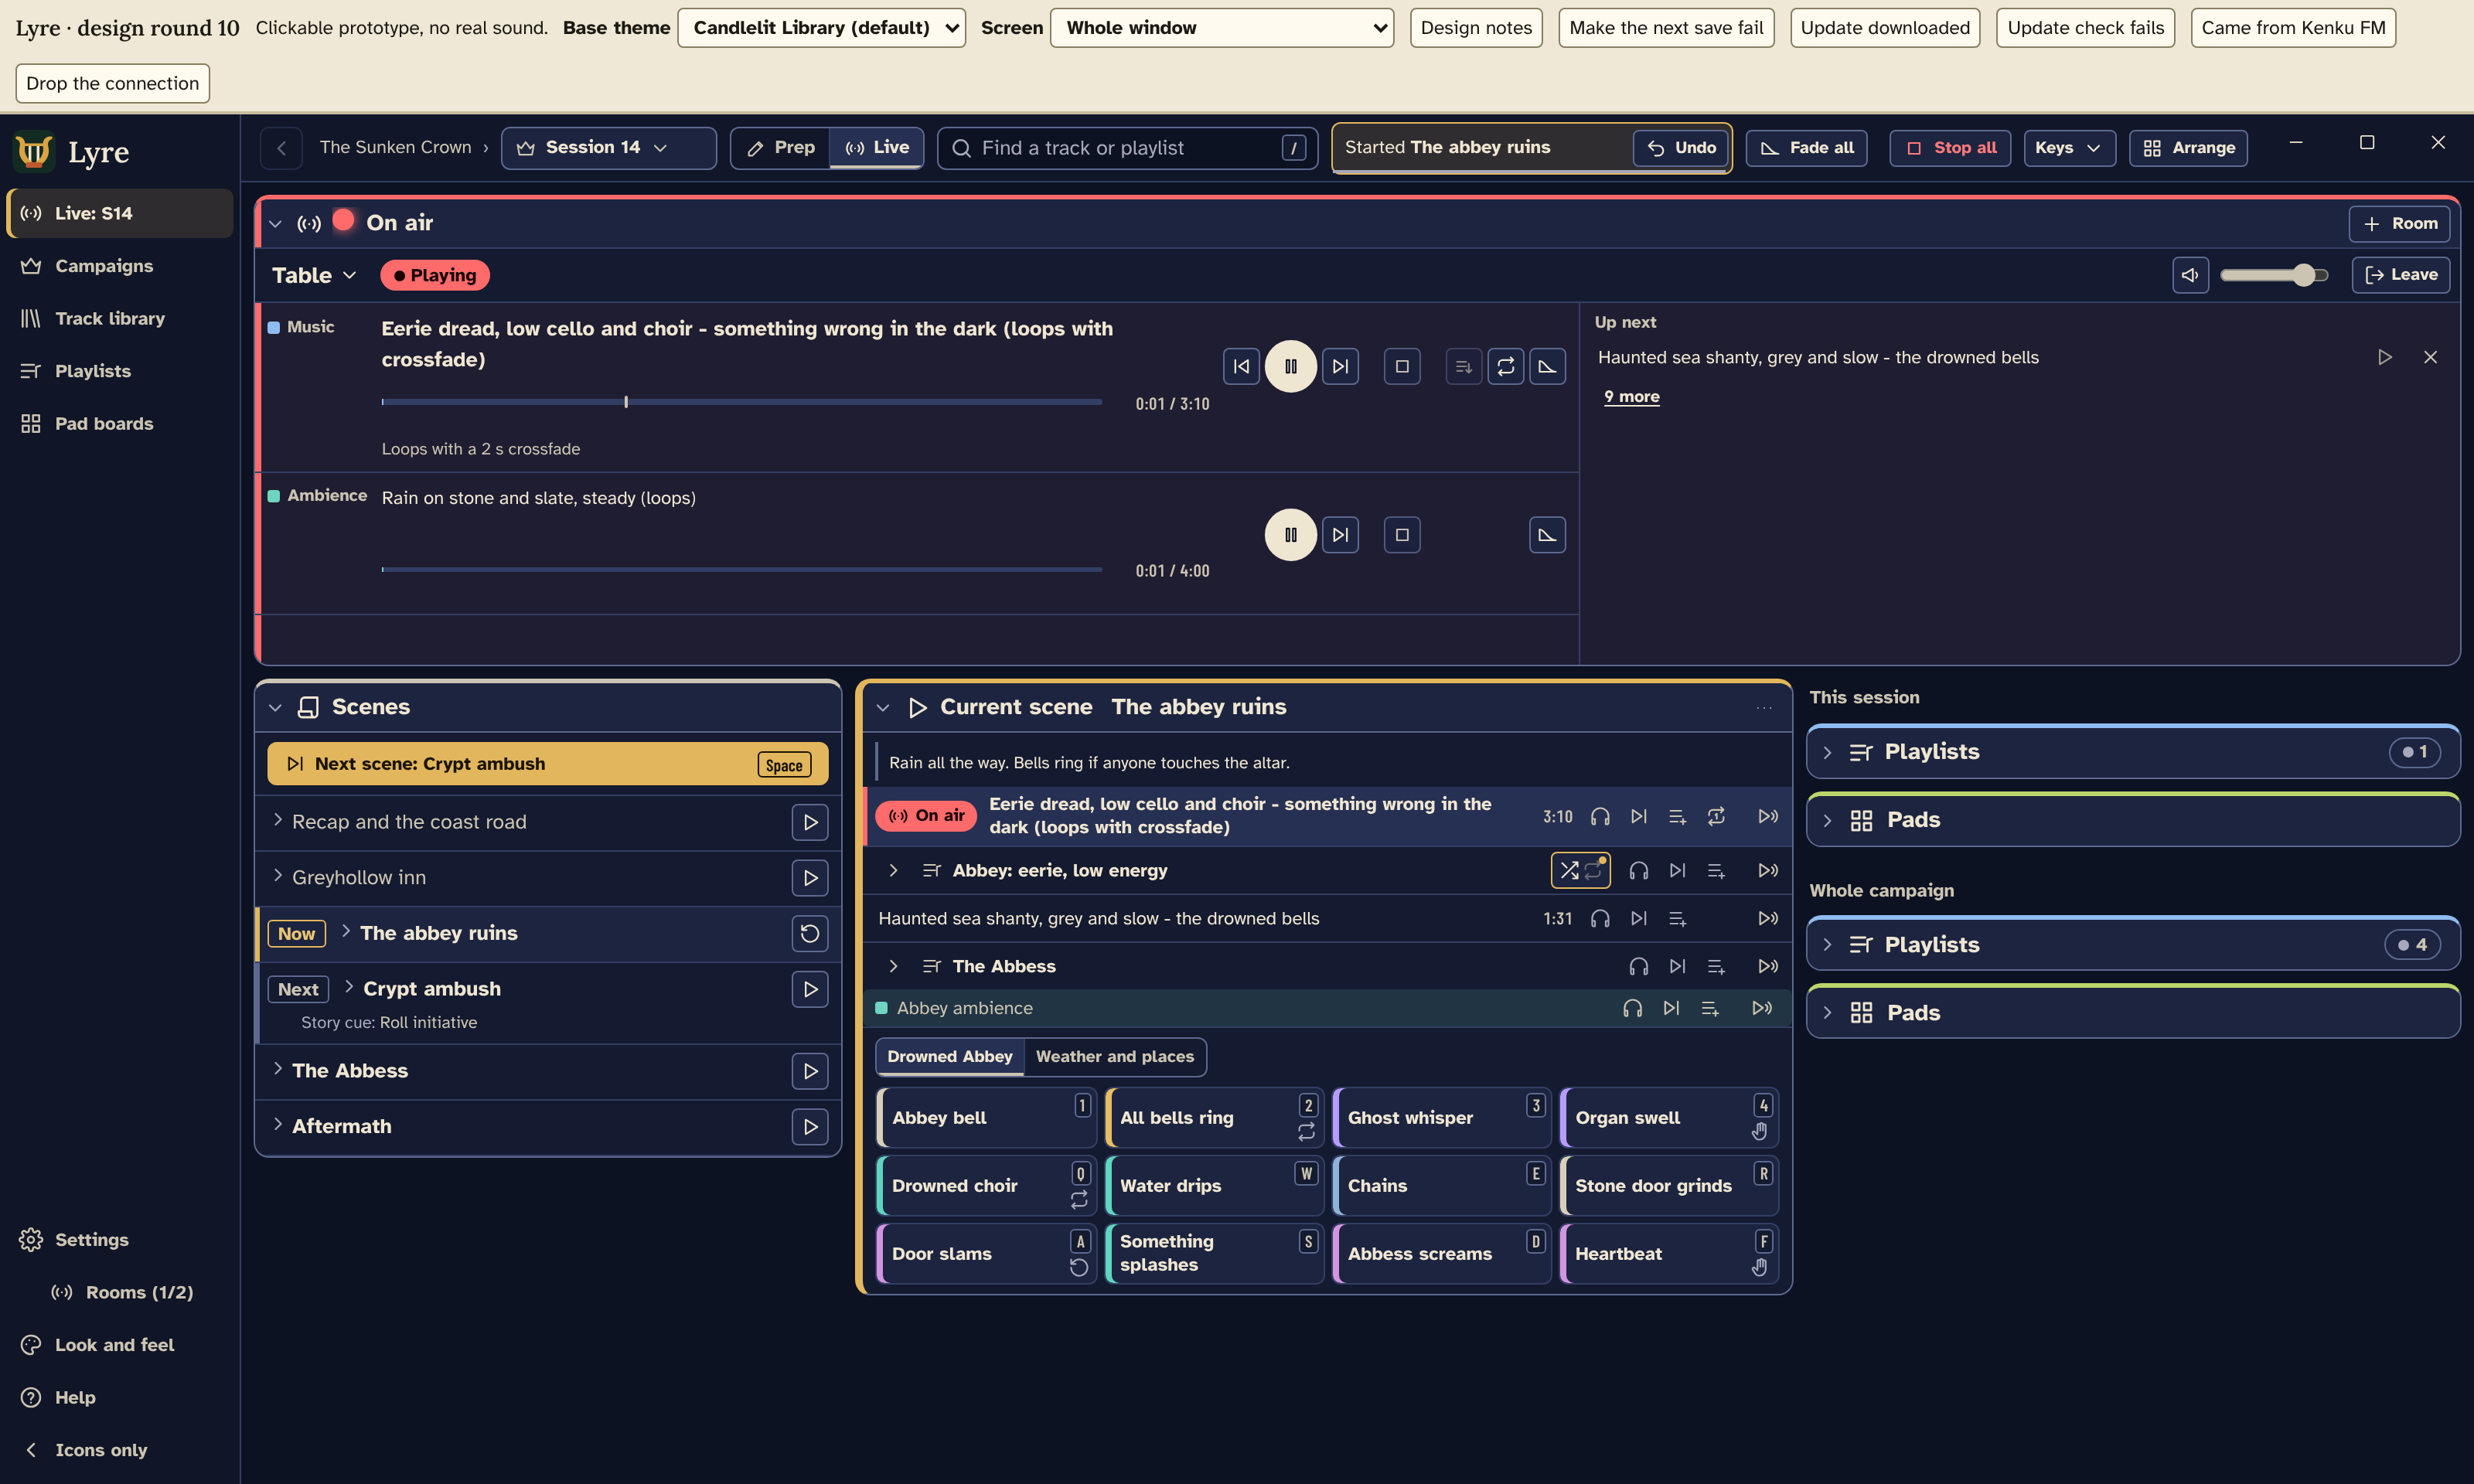 Lyre · design round 10
Clickable prototype, no real sound.
Base theme
Candlelit Library (default)
Screen
Whole window
Design notes
Make the next save fail
Update downloaded
Update check fails
Came from Kenku FM
Drop the connection
Lyre
The Sunken Crown ›
Session 14
Prep
Live
Find a track or playlist
/
Started The abbey ruins
Undo
Fade all
Stop all
Keys
Arrange
Live: S14
Campaigns
Track library
Playlists
Pad boards
Settings
Rooms (1/2)
Look and feel
Help
Icons only
On air
Room
Table
Playing
Leave
Music
Eerie dread, low cello and choir - something wrong in the dark (loops with
crossfade)
0:01 / 3:10
Loops with a 2 s crossfade
Ambience
Rain on stone and slate, steady (loops)
0:01 / 4:00
Up next
Haunted sea shanty, grey and slow - the drowned bells
9 more
Scenes
Next scene: Crypt ambush
Space
Recap and the coast road
Greyhollow inn
Now
The abbey ruins
Next
Crypt ambush
Story cue: Roll initiative
The Abbess
Aftermath
Current scene
The abbey ruins
...
Rain all the way. Bells ring if anyone touches the altar.
On air
Eerie dread, low cello and choir - something wrong in the
dark (loops with crossfade)
3:10
Abbey: eerie, low energy
Haunted sea shanty, grey and slow - the drowned bells
1:31
The Abbess
Abbey ambience
Drowned Abbey
Weather and places
Abbey bell
1
All bells ring
2
Ghost whisper
3
Organ swell
4
Drowned choir
Q
Water drips
W
Chains
E
Stone door grinds
R
Door slams
A
Something
splashes
S
Abbess screams
D
Heartbeat
F
This session
Playlists
1
Pads
Whole campaign
Playlists
4
Pads